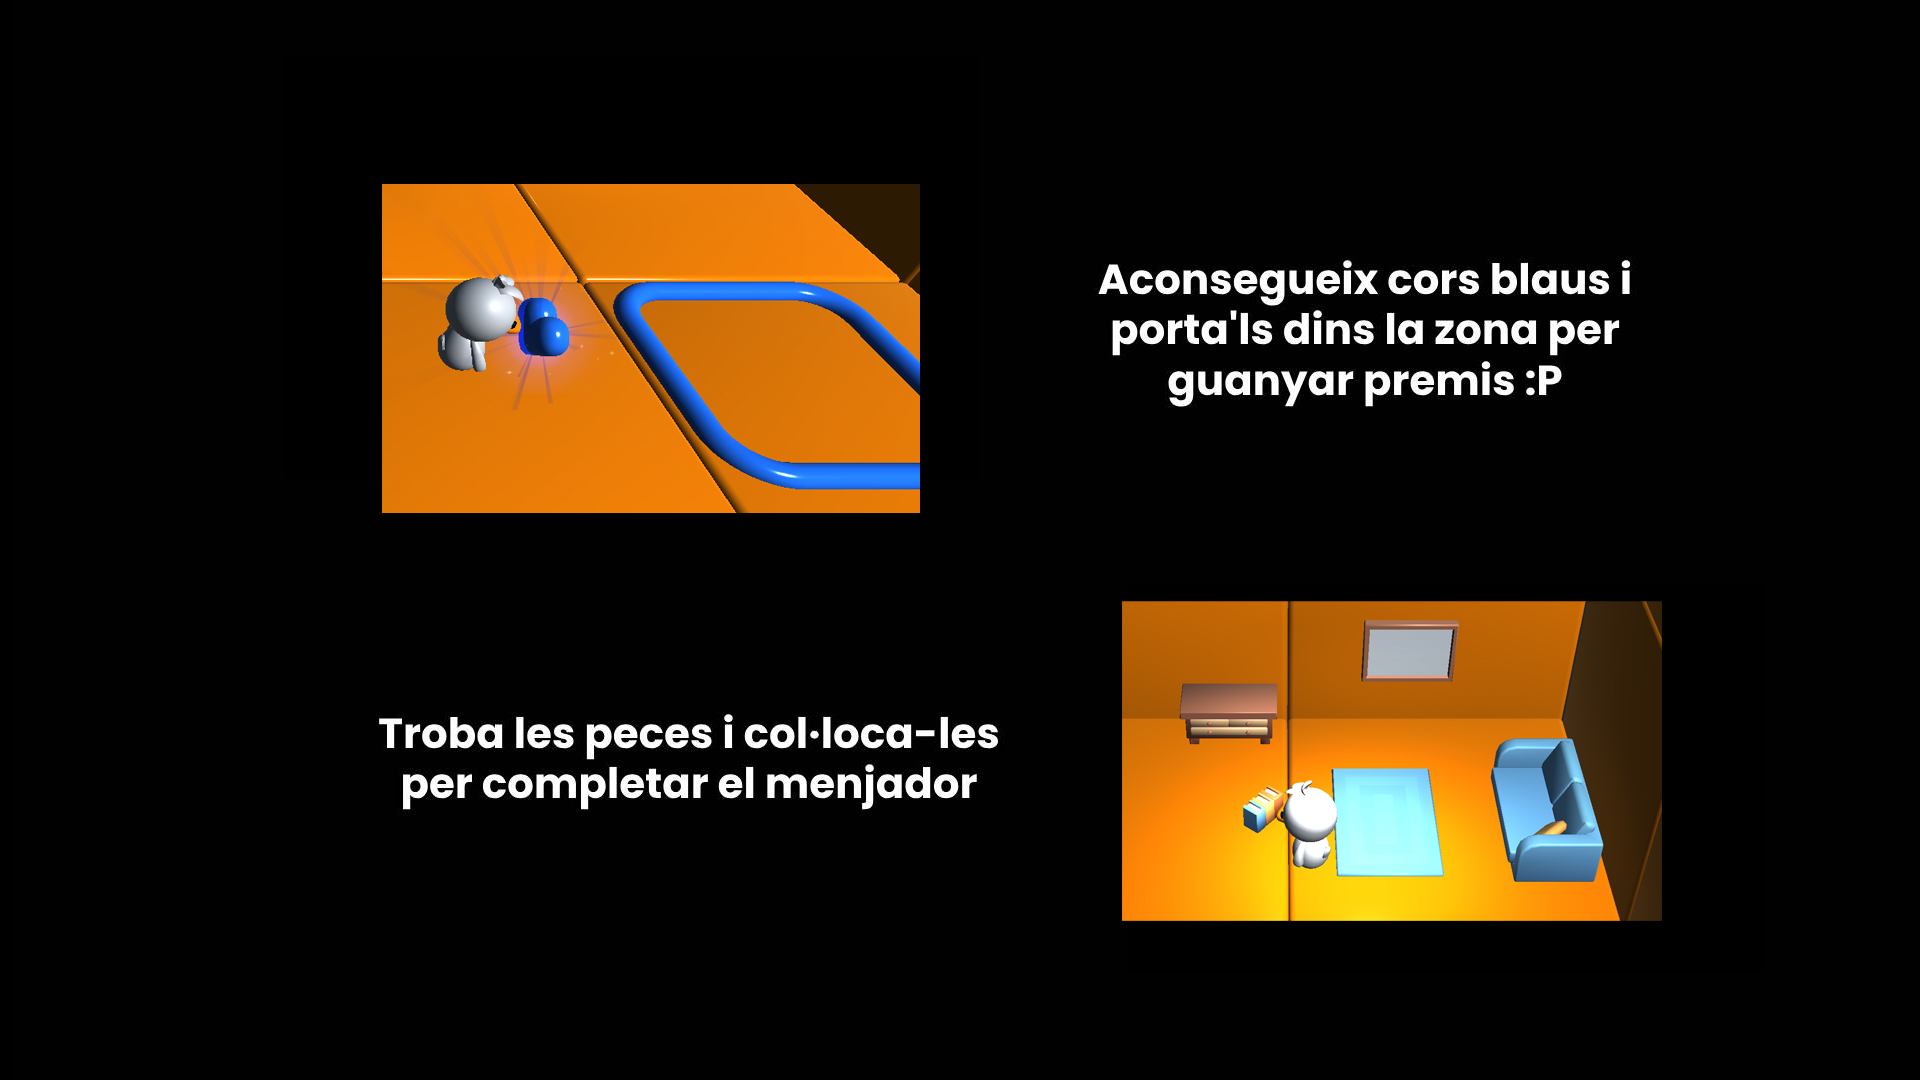 Aconsegueix cors blaus i
porta'ls dins la zona per
guanyar premis :P
Troba les peces i col·loca-les
per completar el menjador